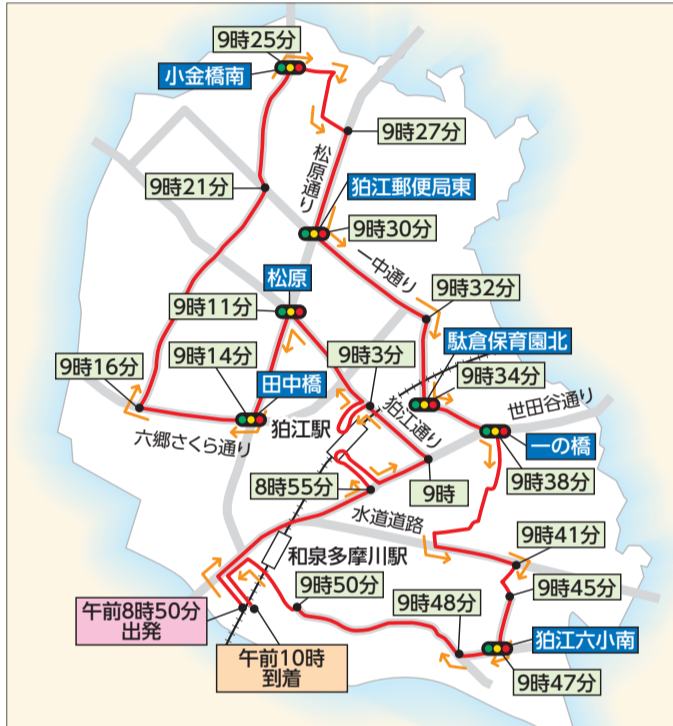 9時25分
小金橋南
9時27分
松原通り
9時21分
狛江郵便局東
9時30分
一中通り
松原
9時11分
9時32分
9時3分
駄倉保育園北
9時34分
9時16分
9時14分
田中橋
狛江駅
狛江通り
世田谷通り
六郷さくら通り
一の橋
8時55分
9時
9時38分
水道道路
和泉多摩川駅
9時41分
9時50分
9時45分
9時48分
午前8時50分
出発
狛江六小南
午前10時
到着
9時47分